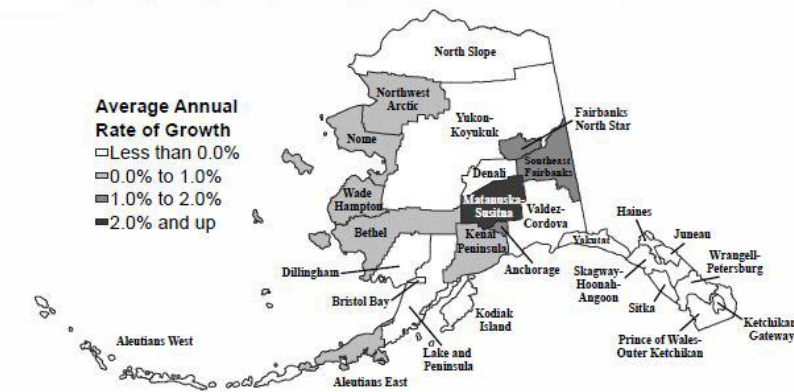 North Slope
Northwest
Arctic
Average Annual
Rate of Growth
Less than 0.0%
0.0% to 1.0%
1.0% to 2.0%
2.0% and up
Yukon-
Koyukuk
Fairbanks
North Star
Nome
Denali
Southeast
Fairbanks
Wade
Hampton
Matanuska-
Susitna
Valdez-
Cordova
Bethel
Kenai
Peninsula
Anchorage
Yakutat
Haines
Juneau
Wrangell-
Petersburg
Skagway-
Hoonah-
Angoon
Sitka
Ketchikan
Gateway
Prince of Wales-
Outer Ketchikan
Dillingham
Bristol Bay
Kodiak
Island
Lake and
Peninsula
Aleutians West
Aleutians East